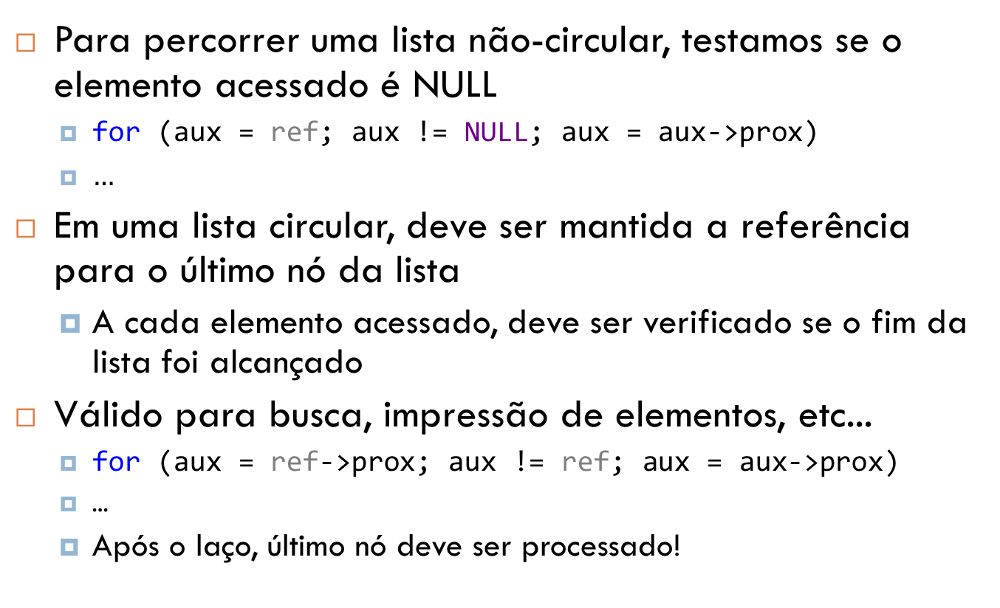 Para percorrer uma lista não-circular, testamos se o
elemento acessado é NULL
for (aux = ref; aux != NULL; aux = aux->prox)
…
Em uma lista circular, deve ser mantida a referência
para o último nó da lista
A cada elemento acessado, deve ser verificado se o fim da
lista foi alcançado
Válido para busca, impressão de elementos, etc...
for (aux = ref->prox; aux != ref; aux = aux->prox)
…
Após o laço, último nó deve ser processado!